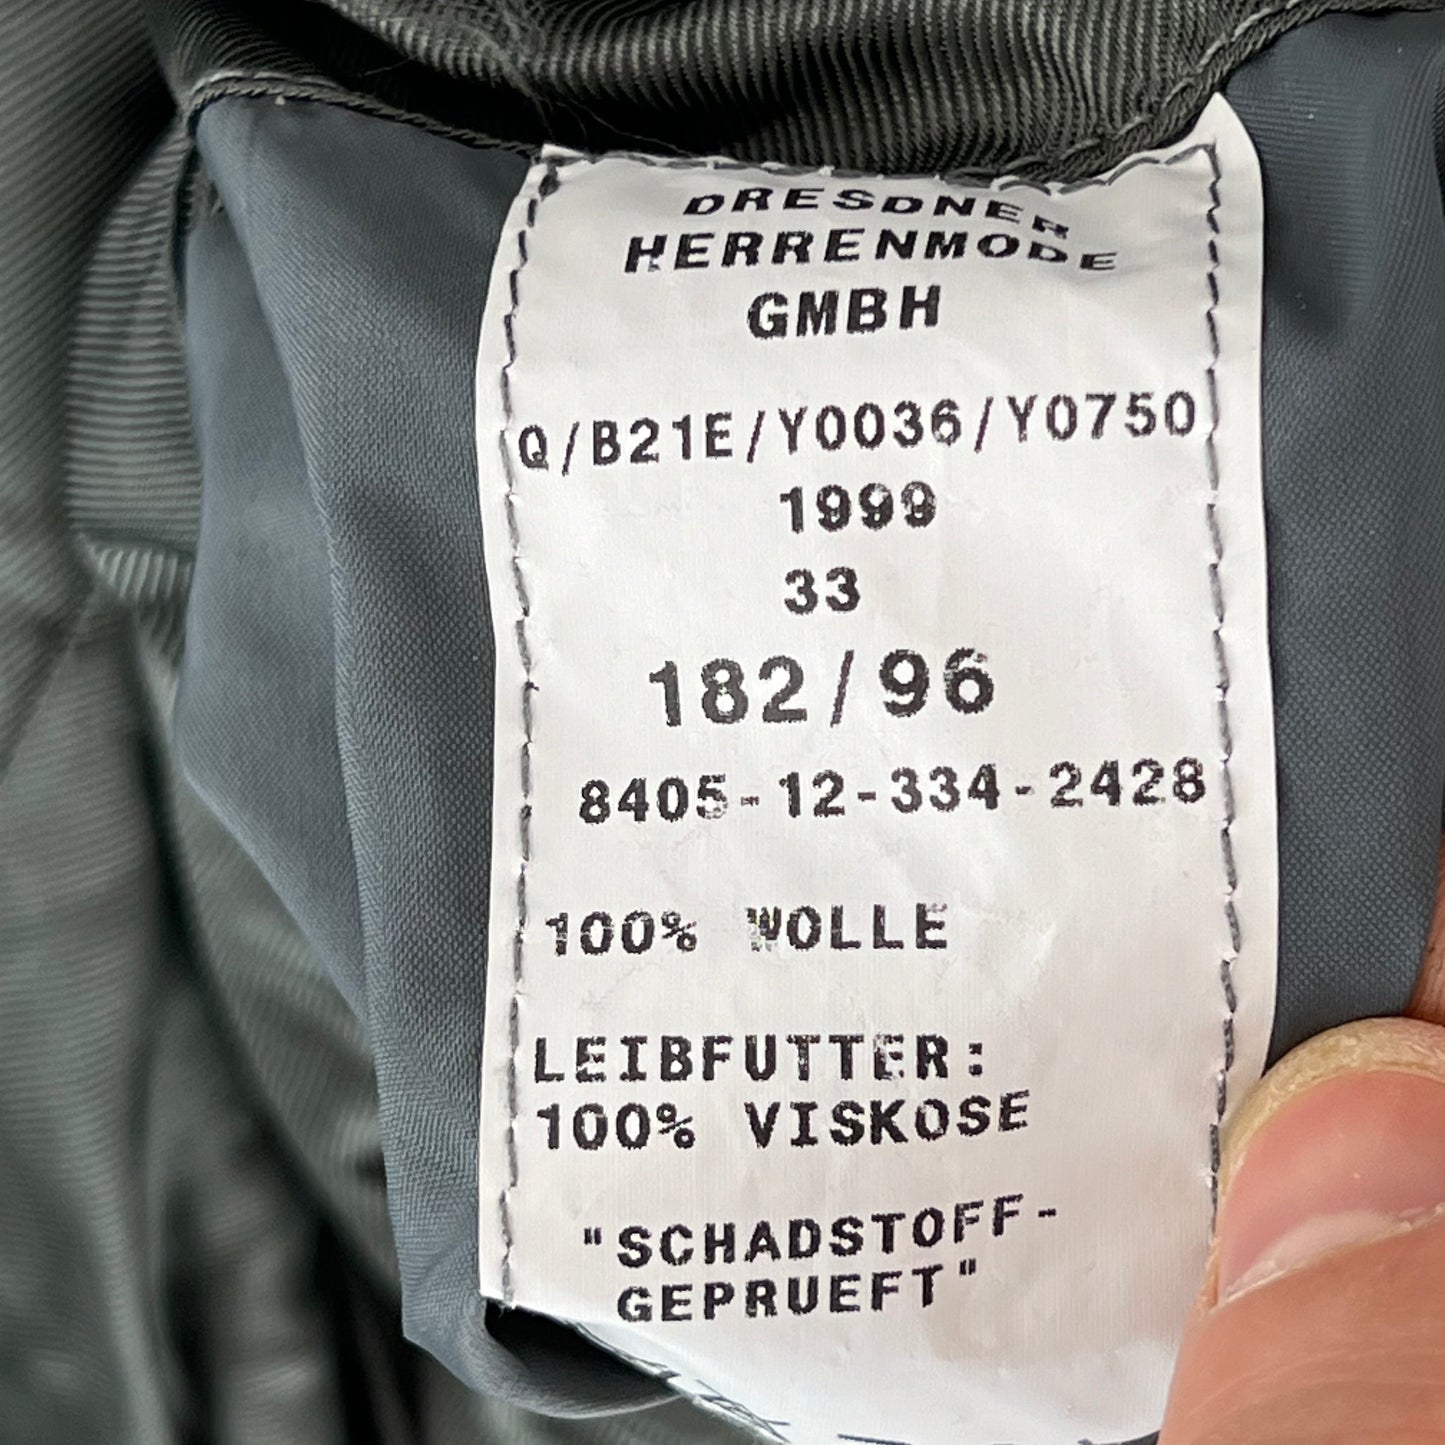 DRESDNER
HERRENMODE
GMBH
Q/B21E/Y0036/Y0750
1999
33
182/96
8405-12-334-2428
100% WOLLE
LEIBFUTTER:
100% VISKOSE
"SCHADSTOFF-
GEPRUEFT"